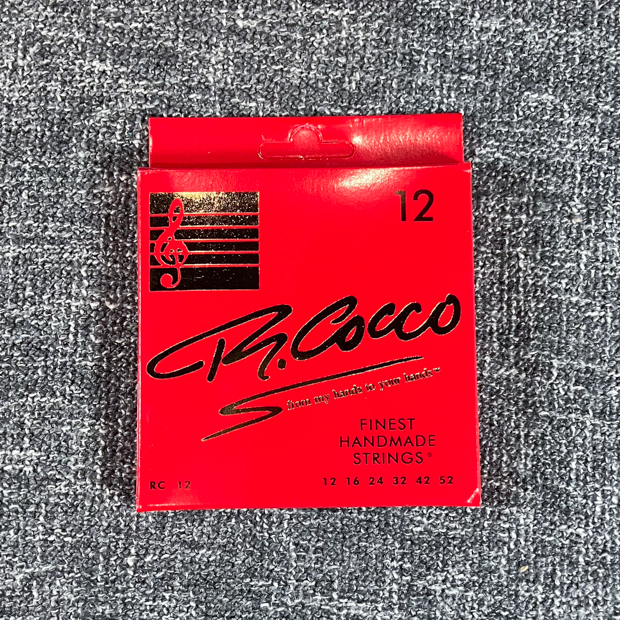 12
R. Cocco
from my hands to your hands™
FINEST
HANDMADE
STRINGS®
RC 12
12 16 24 32 42 52